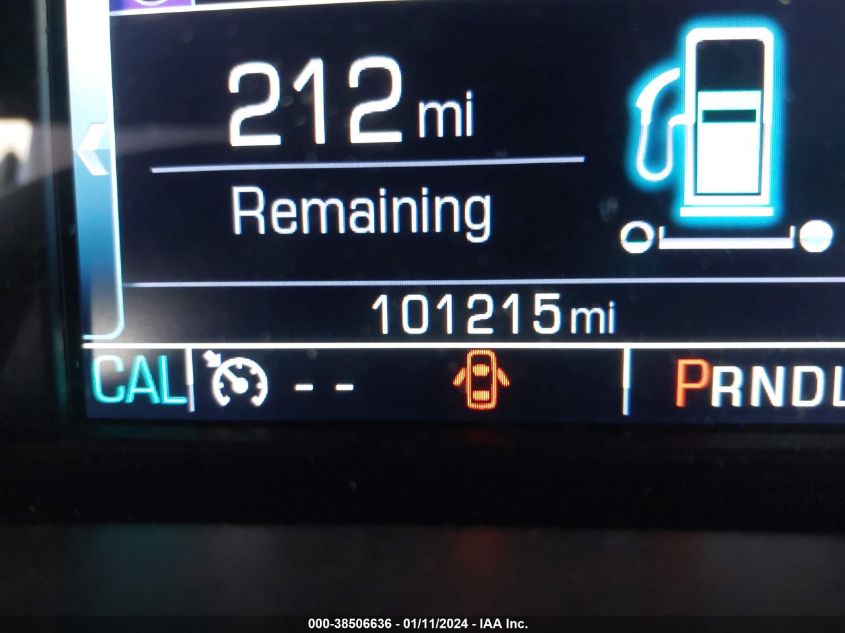 212 mi
Remaining
101215 mi
CAL -- PRNDL
000-38506636 - 01/11/2024 - IAA Inc.